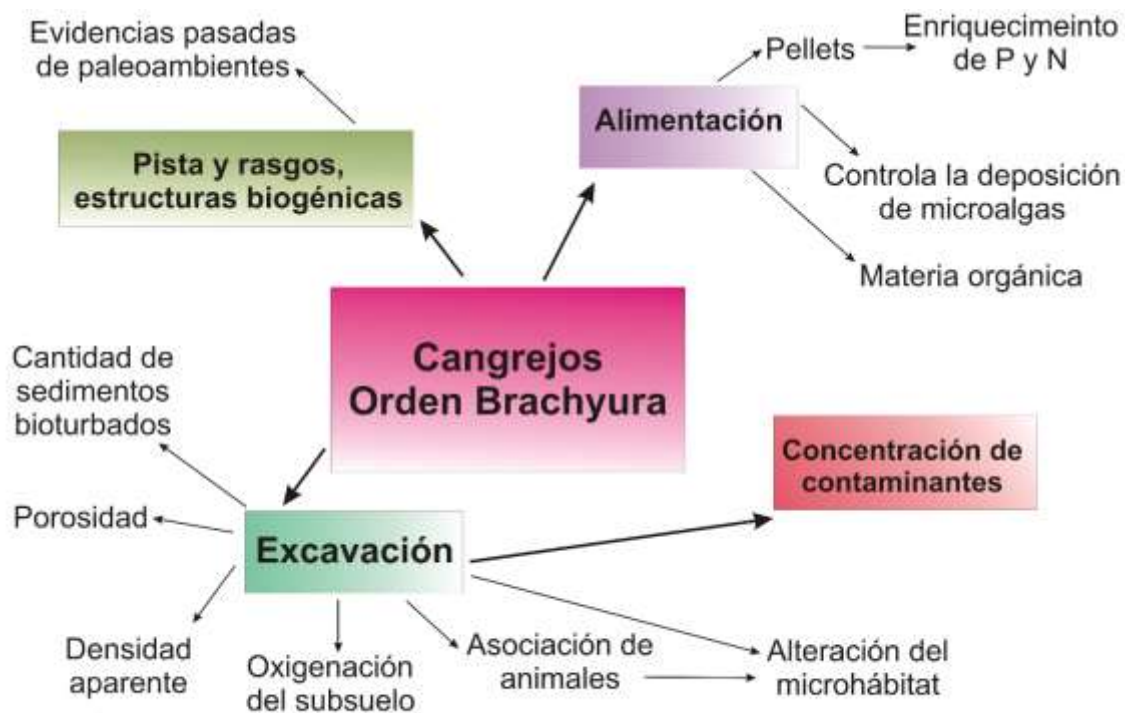 Evidencias pasadas
de paleoambientes
Pellets
Enriquecimeinto
de P y N
Alimentación
Pista y rasgos,
estructuras biogénicas
Controla la deposición
de microalgas
Materia orgánica
Cangrejos
Orden Brachyura
Cantidad de
sedimentos
bioturbados
Concentración de
contaminantes
Porosidad
Excavación
Densidad
aparente
Oxigenación
del subsuelo
Asociación de
animales
Alteración del
microhábitat